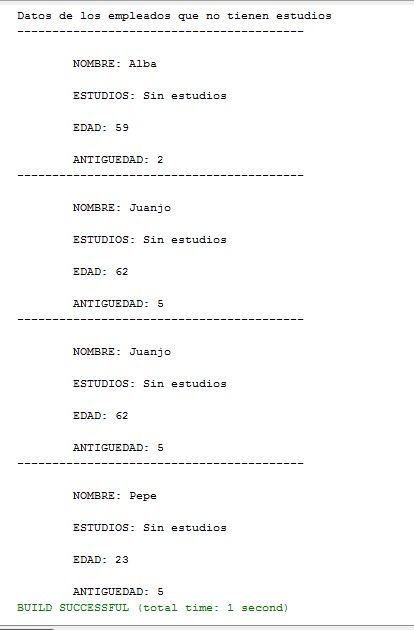 Datos de los empleados que no tienen estudios
-----------------------------------------
NOMBRE: Alba
ESTUDIOS: Sin estudios
EDAD: 59
ANTIGUEDAD: 2
-----------------------------------------
NOMBRE: Juanjo
ESTUDIOS: Sin estudios
EDAD: 62
ANTIGUEDAD: 5
-----------------------------------------
NOMBRE: Juanjo
ESTUDIOS: Sin estudios
EDAD: 62
ANTIGUEDAD: 5
-----------------------------------------
NOMBRE: Pepe
ESTUDIOS: Sin estudios
EDAD: 23
ANTIGUEDAD: 5
BUILD SUCCESSFUL (total time: 1 second)